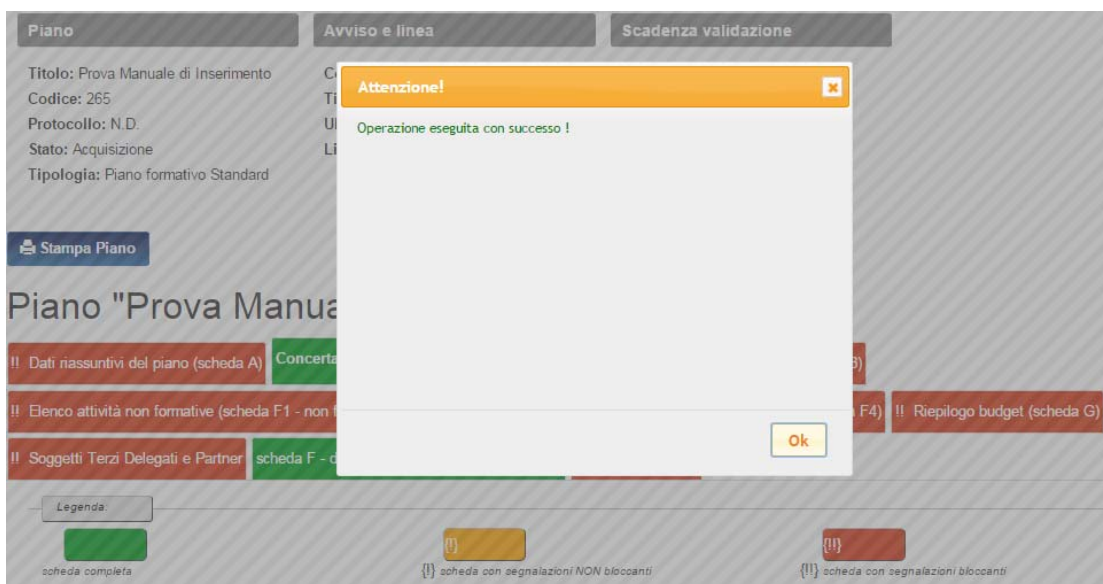 Piano
Avviso e linea
Scadenza validazione
Titolo: Prova Manuale di Inserimento
Codice: 265
Protocollo: N.D.
Stato: Acquisizione
Tipologia: Piano formativo Standard
Attenzione!
Operazione eseguita con successo !
Ok
Stampa Piano
Piano "Prova Manua
!! Dati riassuntivi del piano (scheda A)
Concerta
!! Elenco attività non formative (scheda F1 - non f
F4)
!! Riepilogo budget (scheda G)
!! Soggetti Terzi Delegati e Partner
scheda F - d
Legenda:
{!}
{!!}
scheda completa
{!} scheda con segnalazioni NON bloccanti
{!!} scheda con segnalazioni bloccanti